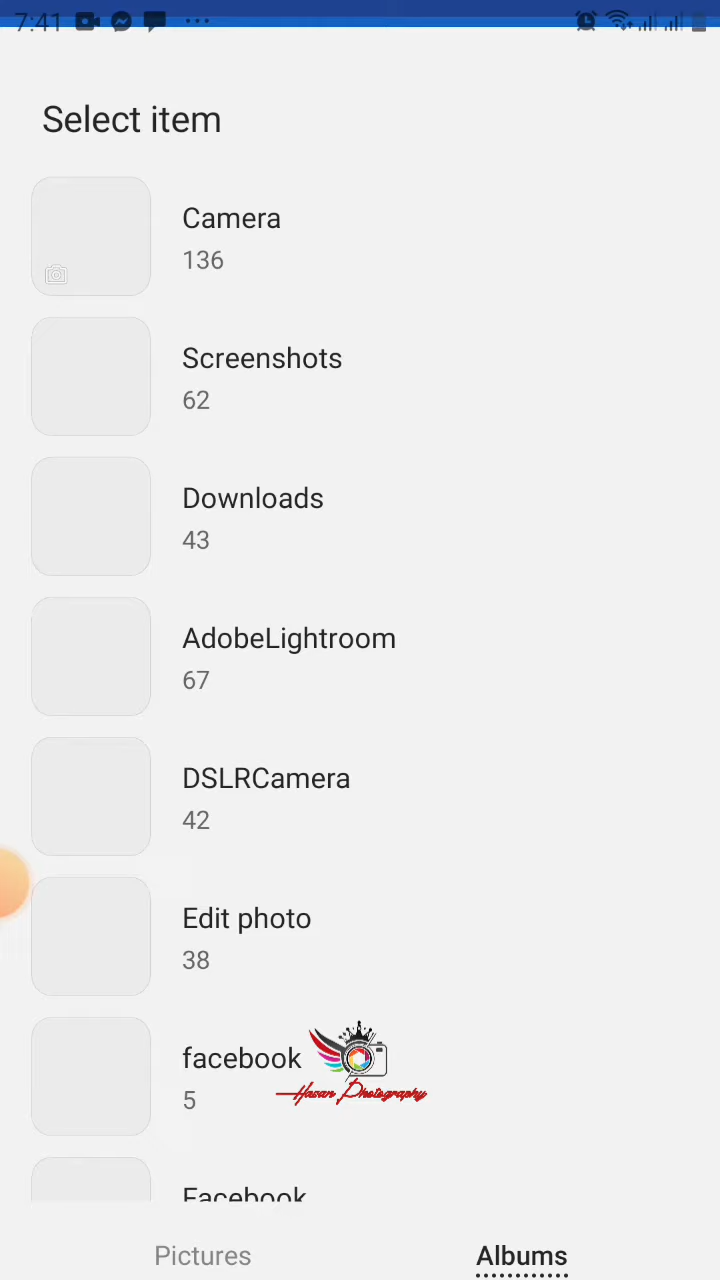 7:41
Select item
Camera
136
Screenshots
62
Downloads
43
AdobeLightroom
67
DSLRCamera
42
Edit photo
38
facebook
5
Hasan Photography
Facebook
Pictures
Albums